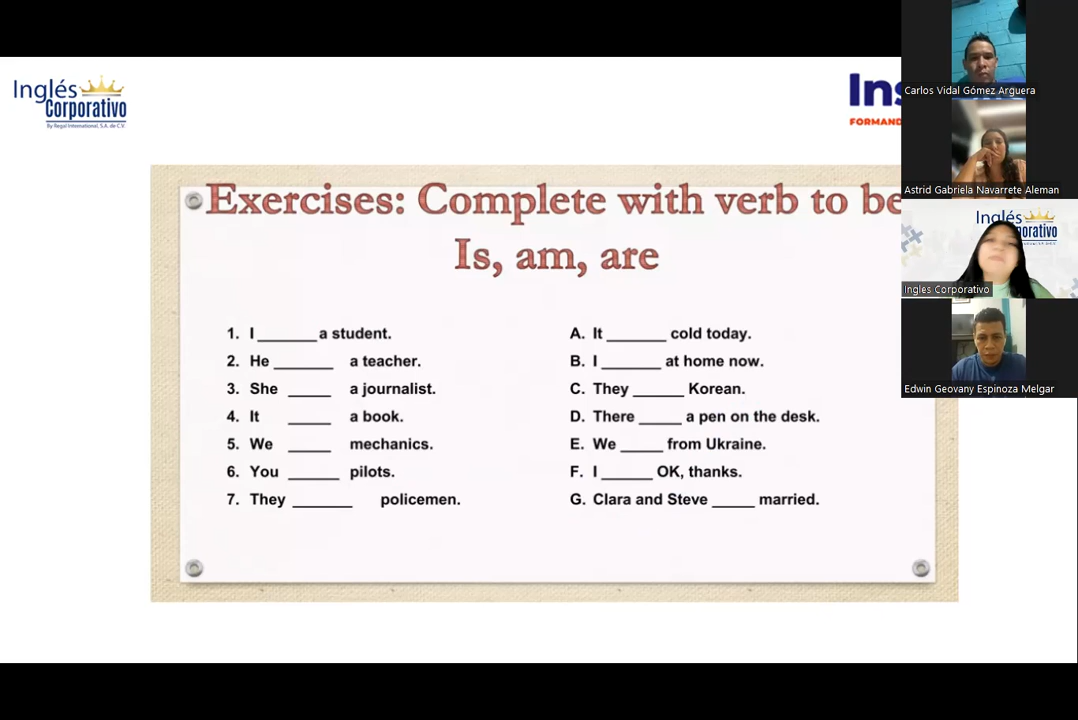 Inglés
Corporativo
By Regal International, S.A. de C.V.
FORMAND
Exercises: Complete with verb to be
Is, am, are
1. I _______ a student.
2. He _______ a teacher.
3. She _____ a journalist.
4. It _____ a book.
5. We _____ mechanics.
6. You ______ pilots.
7. They _______ policemen.
A. It _______ cold today.
B. I _______ at home now.
C. They ______ Korean.
D. There _____ a pen on the desk.
E. We _____ from Ukraine.
F. I ______ OK, thanks.
G. Clara and Steve _____ married.
Carlos Vidal Gómez Arguera
Astrid Gabriela Navarrete Aleman
Inglés
Ingles Corporativo
Edwin Geovany Espinoza Melgar